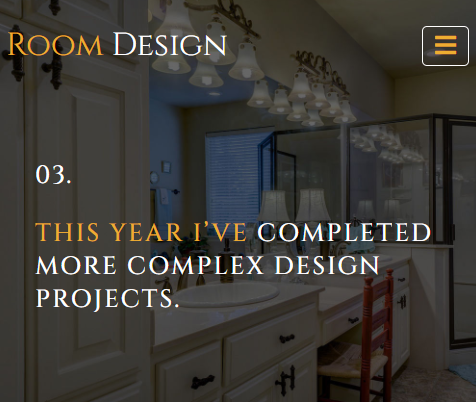 Room Design
03.
THIS YEAR I’VE COMPLETED
MORE COMPLEX DESIGN
PROJECTS.